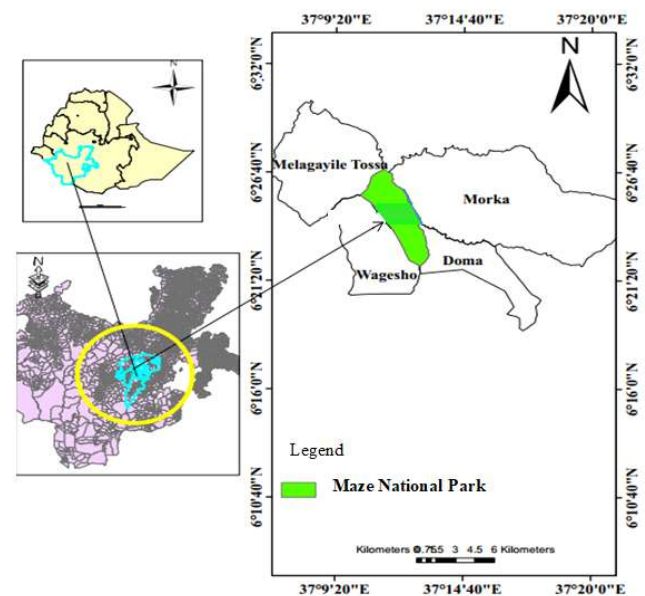 37°9'20"E 37°14'40"E 37°20'0"E
N
N
6°32'0"N 6°32'0"N
Melagayile Tossa
6°26'40"N 6°26'40"N
Morka
Doma
Wagesho
N
6°21'20"N 6°21'20"N
6°16'0"N 6°16'0"N
Legend
Maze National Park
6°10'40"N 6°10'40"N
Kilometers 3 4.5 6 Kilometers
37°9'20"E 37°14'40"E 37°20'0"E